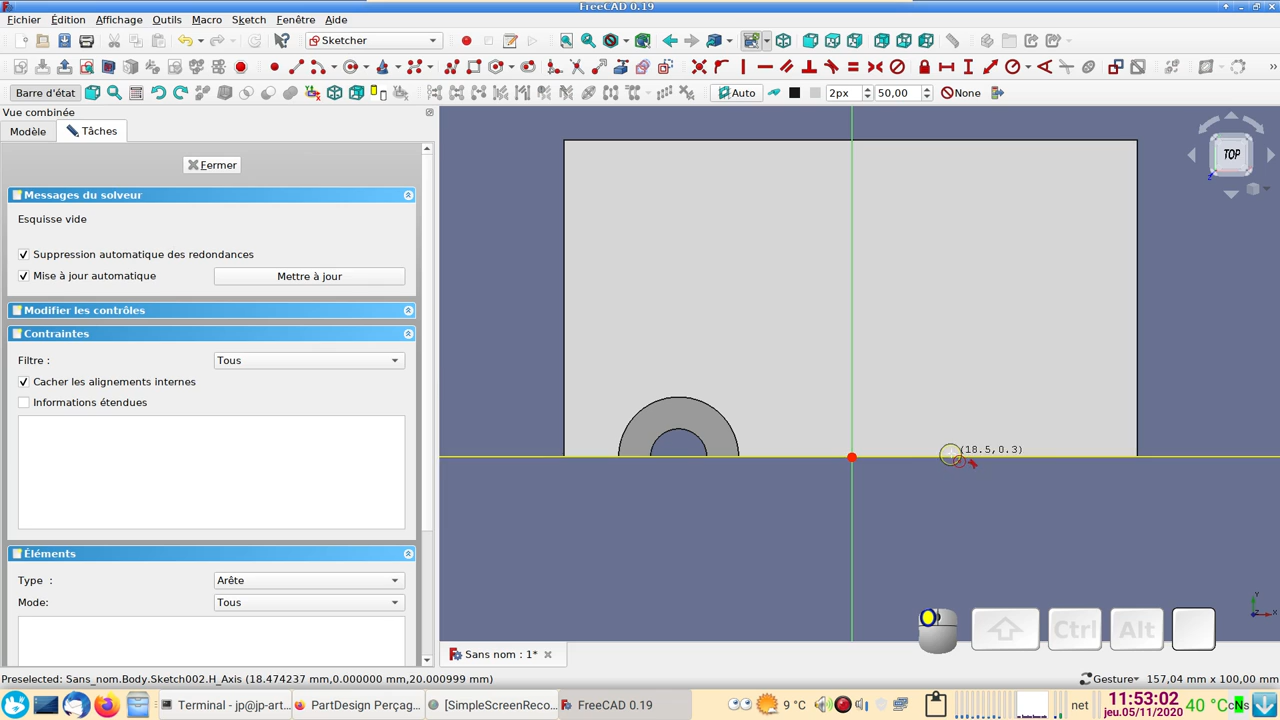 FreeCAD 0.19
Fichier Édition Affichage Outils Macro Sketch Fenêtre Aide
Sketcher
Barre d'état Auto 2px 50,00 None
Vue combinée
Modèle Tâches
Fermer
Messages du solveur
Esquisse vide
Suppression automatique des redondances
Mise à jour automatique Mettre à jour
Modifier les contrôles
Contraintes
Filtre : Tous
Cacher les alignements internes
Informations étendues
Éléments
Type : Arête
Mode: Tous
TOP
Z
(18.5,0.3)
Y
X
Ctrl Alt
Sans nom : 1*
Preselected: Sans_nom.Body.Sketch002.H_Axis (18.474237 mm,0.000000 mm,20.000999 mm) Gesture 157,04 mm x 100,00 mm
Terminal - jp@jp-art... PartDesign Perçag... [SimpleScreenReco... FreeCAD 0.19 9 °C net 11:53:02 jeu.05/11/2020 40 °C cNs